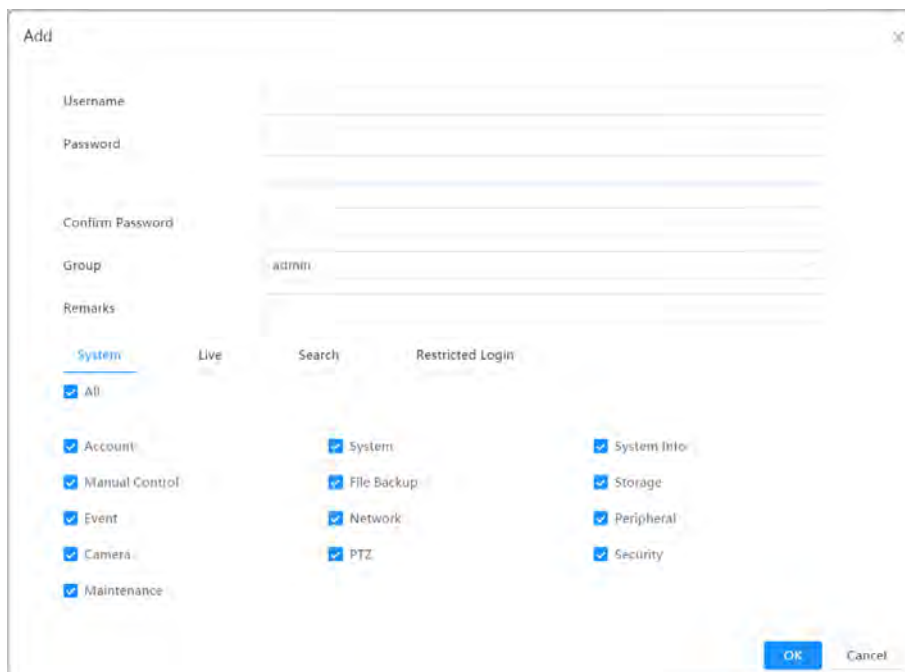 Add
Username
Password
Confirm Password
Group admin
Remarks
System Live Search Restricted Login
All
Account System System Info
Manual Control File Backup Storage
Event Network Peripheral
Camera PTZ Security
Maintenance
OK Cancel